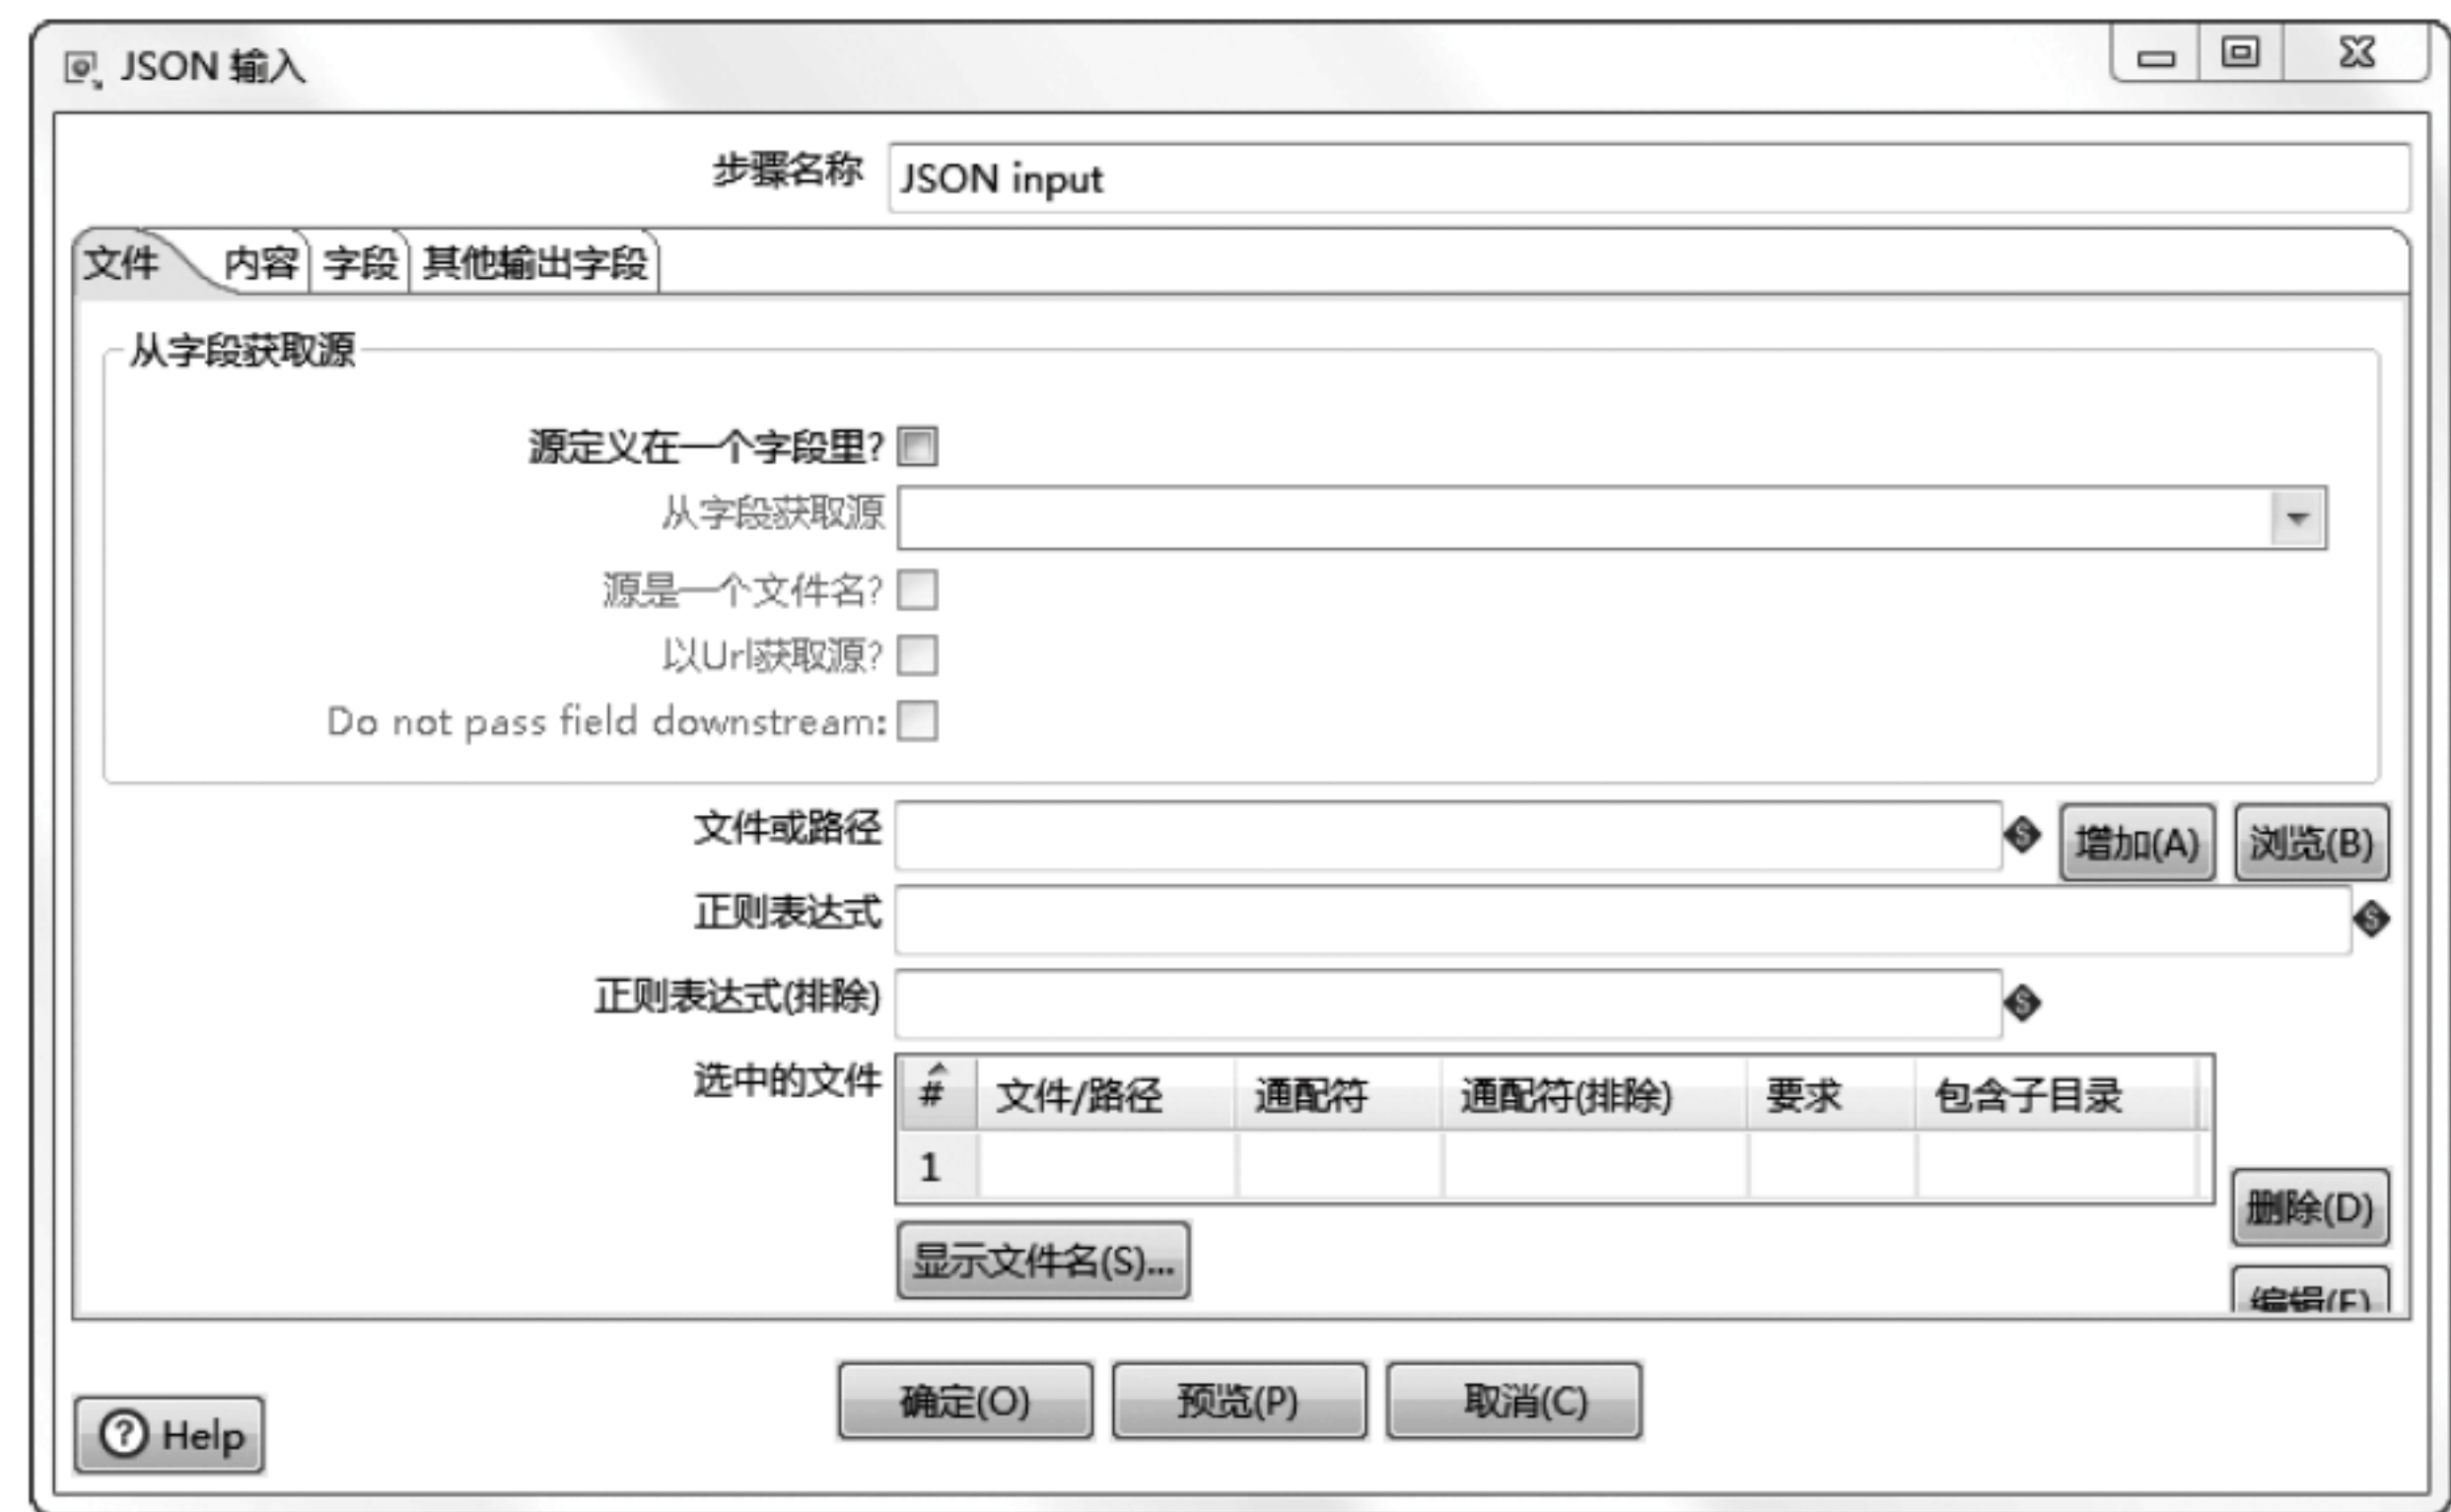 JSON 输入
步骤名称 JSON input
文件 内容 字段 其他输出字段
从字段获取源
源定义在一个字段里?
从字段获取源
源是一个文件名?
以Url获取源?
Do not pass field downstream:
文件或路径 增加(A) 浏览(B)
正则表达式
正则表达式(排除)
选中的文件 # 文件/路径 通配符 通配符(排除) 要求 包含子目录
1
删除(D)
显示文件名(S)...
编辑(E)
确定(O) 预览(P) 取消(C)
Help